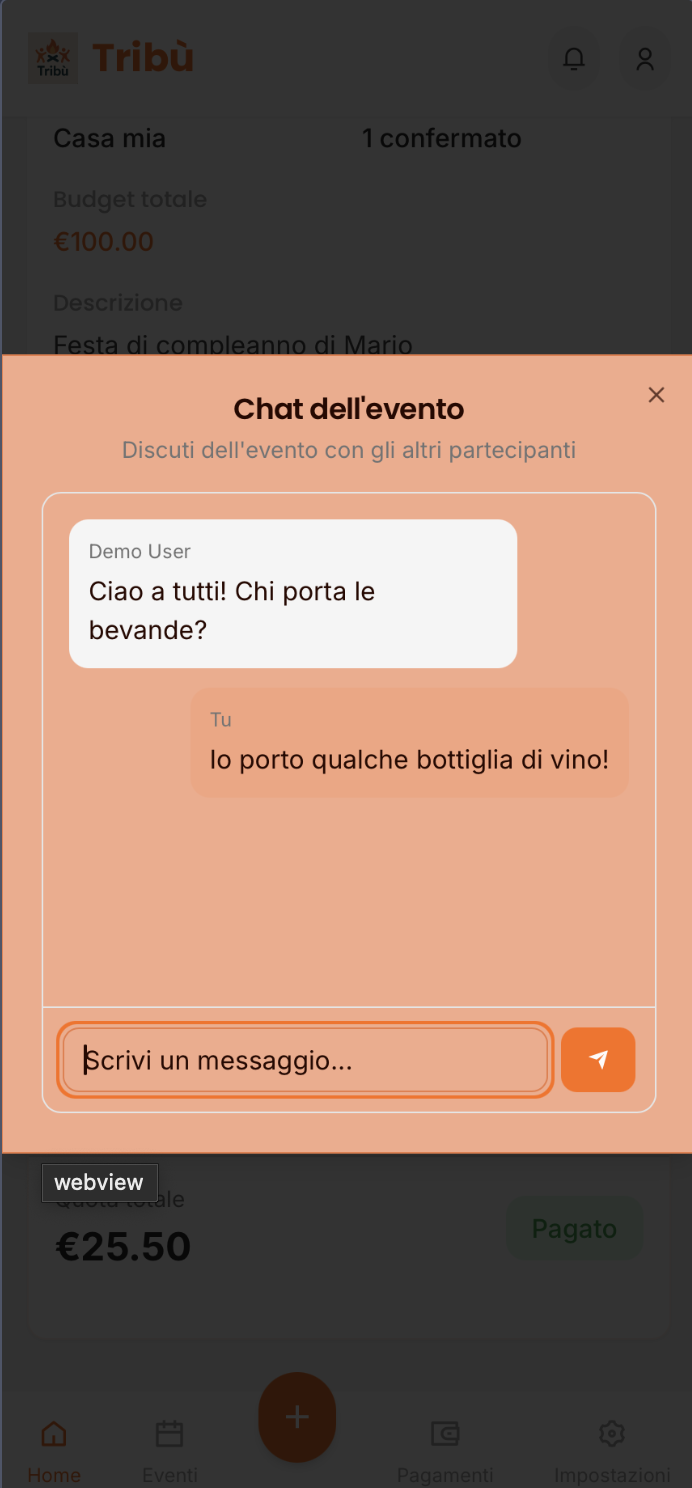 Tribù
Tribù
Casa mia
1 confermato
Budget totale
€100.00
Descrizione
Festa di compleanno di Mario
Chat dell'evento
Discuti dell'evento con gli altri partecipanti
Demo User
Ciao a tutti! Chi porta le
bevande?
Tu
Io porto qualche bottiglia di vino!
Scrivi un messaggio...
webview
Quota totale
€25.50
Pagato
Home
Eventi
Pagamenti
Impostazioni